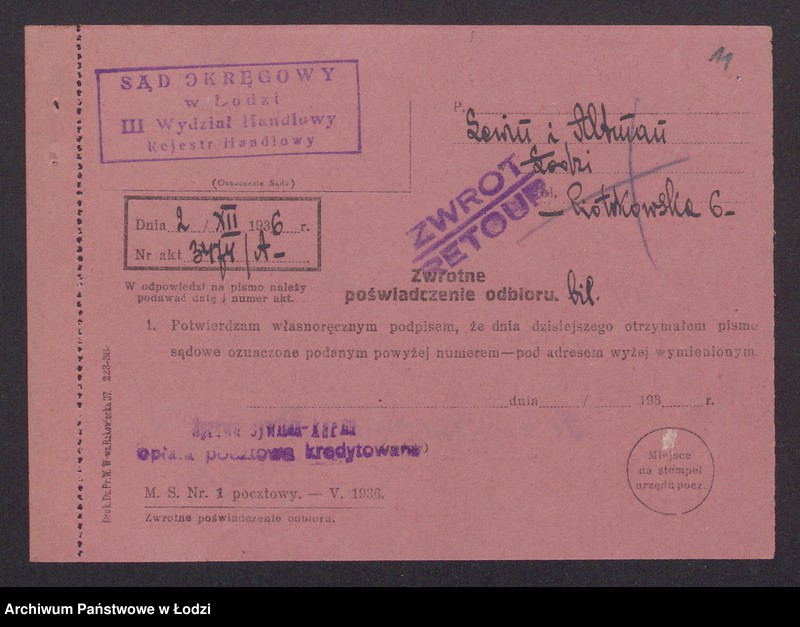 11
SĄD OKRĘGOWY
w Łodzi
III Wydział Handlowy
Rejestr Handlowy
(Oznaczenie Sądu)
P.
i Altman
Łodzi
ul.
Piotrkowska 6
ZWROT
RETOUR
Dnia 2 / XII 1936 r.
Nr akt 3474/A
W odpowiedzi na pismo należy
podawać datę i numer akt.
Zwrotne
poświadczenie odbioru.
1. Potwierdzam własnoręcznym podpisem, że dnia dzisiejszego otrzymałem pismo
sądowe oznaczone podanym powyżej numerem—pod adresem wyżej wymienionym.
dnia / 193 r.
opłata pocztowa kredytowana
Miejsce
na stempel
urzędu pocz.
M. S. Nr. 1 pocztowy. — V. 1936.
Zwrotne poświadczenie odbioru.
Archiwum Państwowe w Łodzi